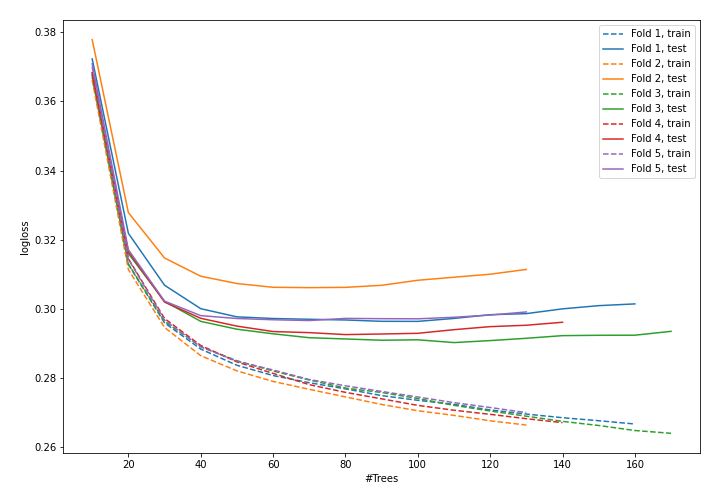 0.38
0.36
0.34
0.32
0.30
0.28
0.26
logloss
20
40
60
80
100
120
140
160
#Trees
Fold 1, train
Fold 1, test
Fold 2, train
Fold 2, test
Fold 3, train
Fold 3, test
Fold 4, train
Fold 4, test
Fold 5, train
Fold 5, test